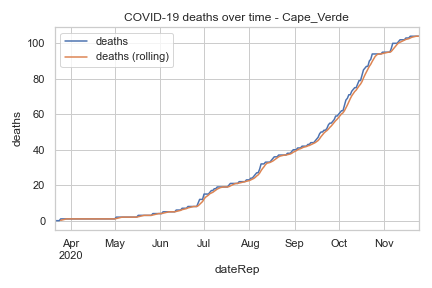 COVID-19 deaths over time - Cape_Verde
deaths
deaths (rolling)
100
80
60
40
20
0
deaths
Apr May Jun Jul Aug Sep Oct Nov
2020
dateRep